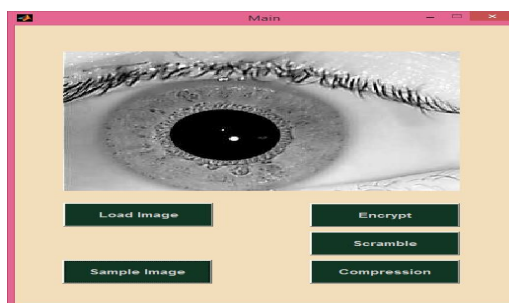 Main
Load Image
Encrypt
Scramble
Sample Image
Compression